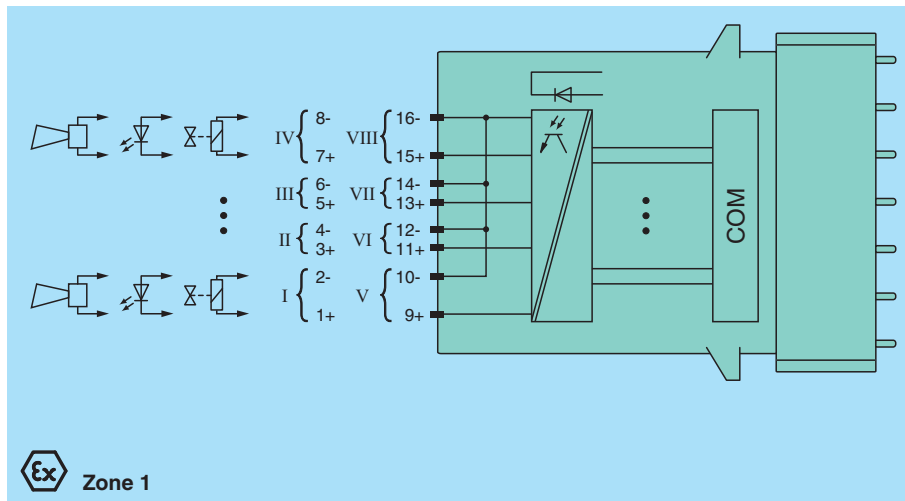 IV 8- VIII 16-
7+ 15+
III 6- VII 14-
5+ 13+
II 4- VI 12-
3+ 11+
I 2- V 10-
1+ 9+
COM
Ex Zone 1